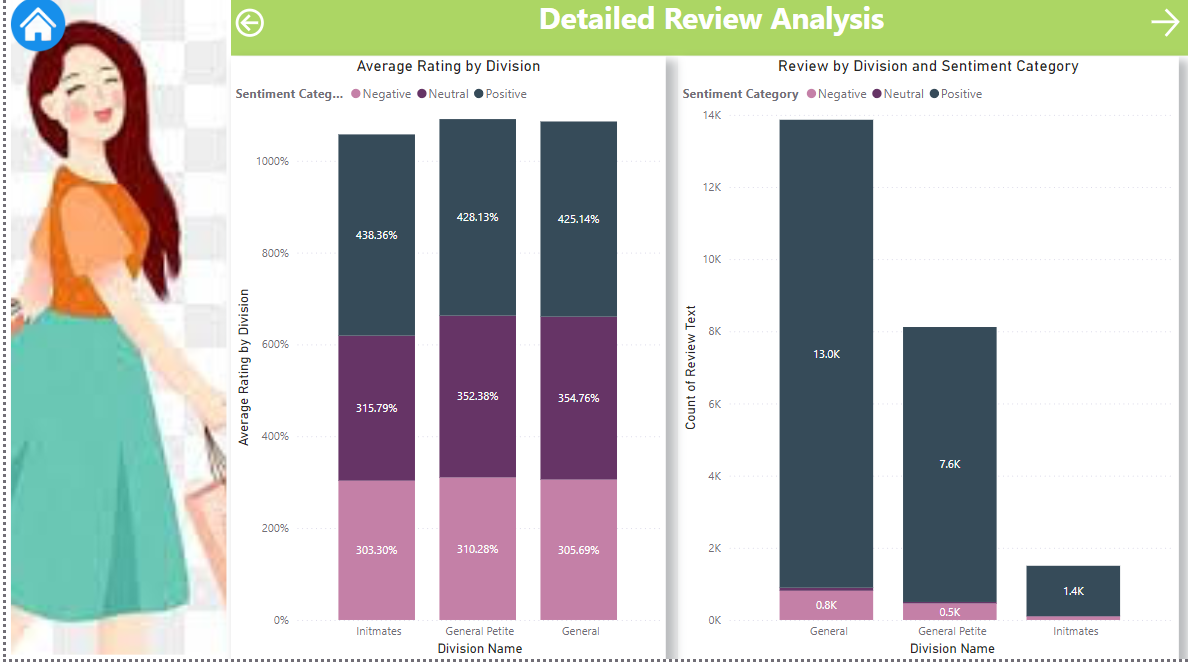 Detailed Review Analysis
Average Rating by Division
Sentiment Categ... Negative Neutral Positive
Average Rating by Division
1000%
800%
600%
400%
200%
0%
438.36%
315.79%
303.30%
428.13%
352.38%
310.28%
425.14%
354.76%
305.69%
Initmates General Petite General
Division Name
Review by Division and Sentiment Category
Sentiment Category Negative Neutral Positive
Count of Review Text
14K
12K
10K
8K
6K
4K
2K
0K
13.0K
0.8K
7.6K
0.5K
1.4K
General General Petite Initmates
Division Name